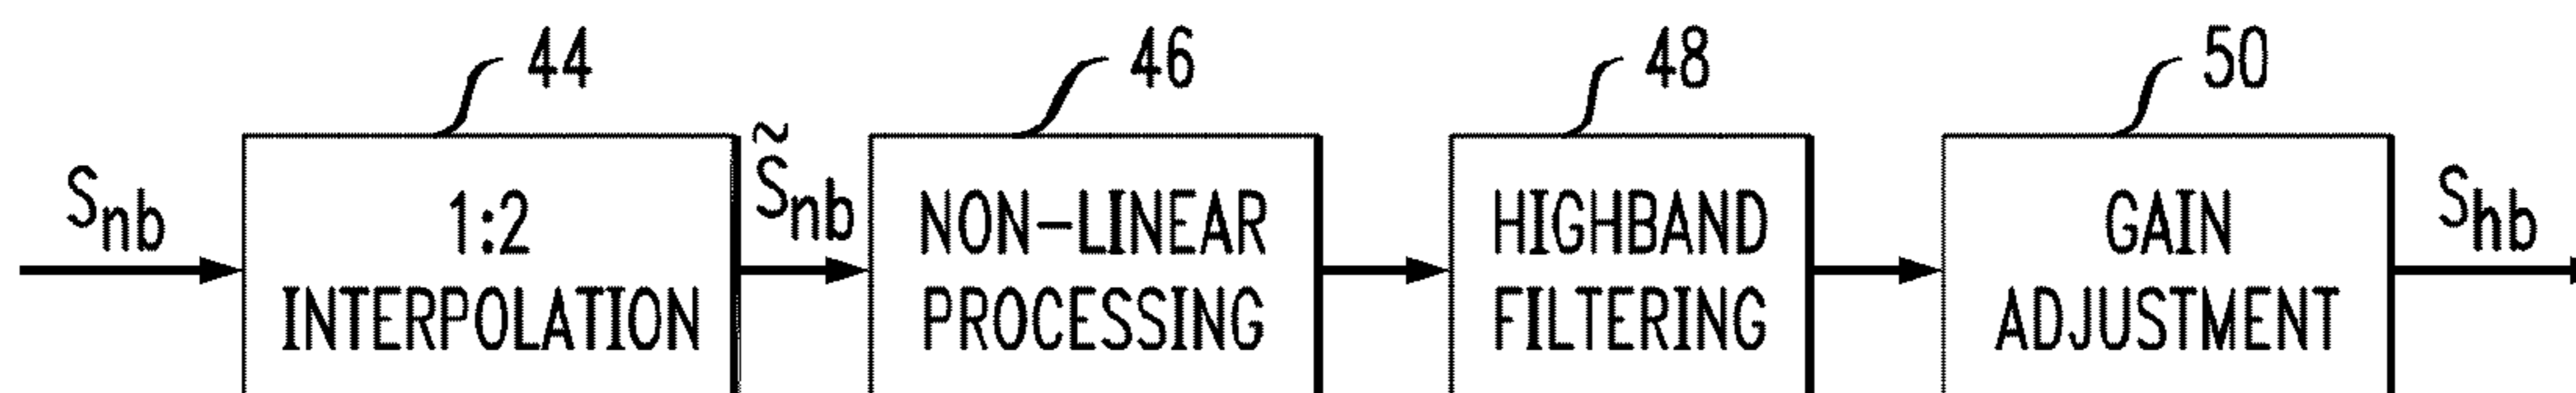 44 46 48 50
S_nb 1:2 INTERPOLATION S̃_nb NON-LINEAR PROCESSING HIGHBAND FILTERING GAIN ADJUSTMENT S_hb